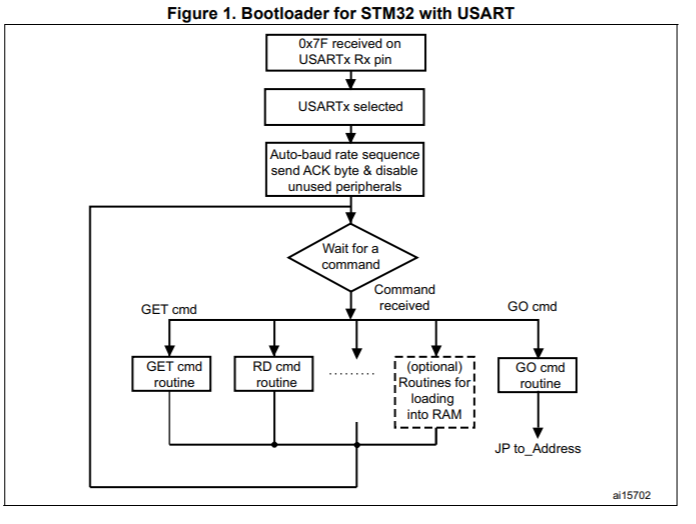 Figure 1. Bootloader for STM32 with USART
0x7F received on
USARTx Rx pin
USARTx selected
Auto-baud rate sequence
send ACK byte & disable
unused peripherals
Wait for a
command
Command
received
GET cmd
GO cmd
GET cmd
routine
RD cmd
routine
.........
(optional)
Routines for
loading
into RAM
GO cmd
routine
JP to_Address
ai15702